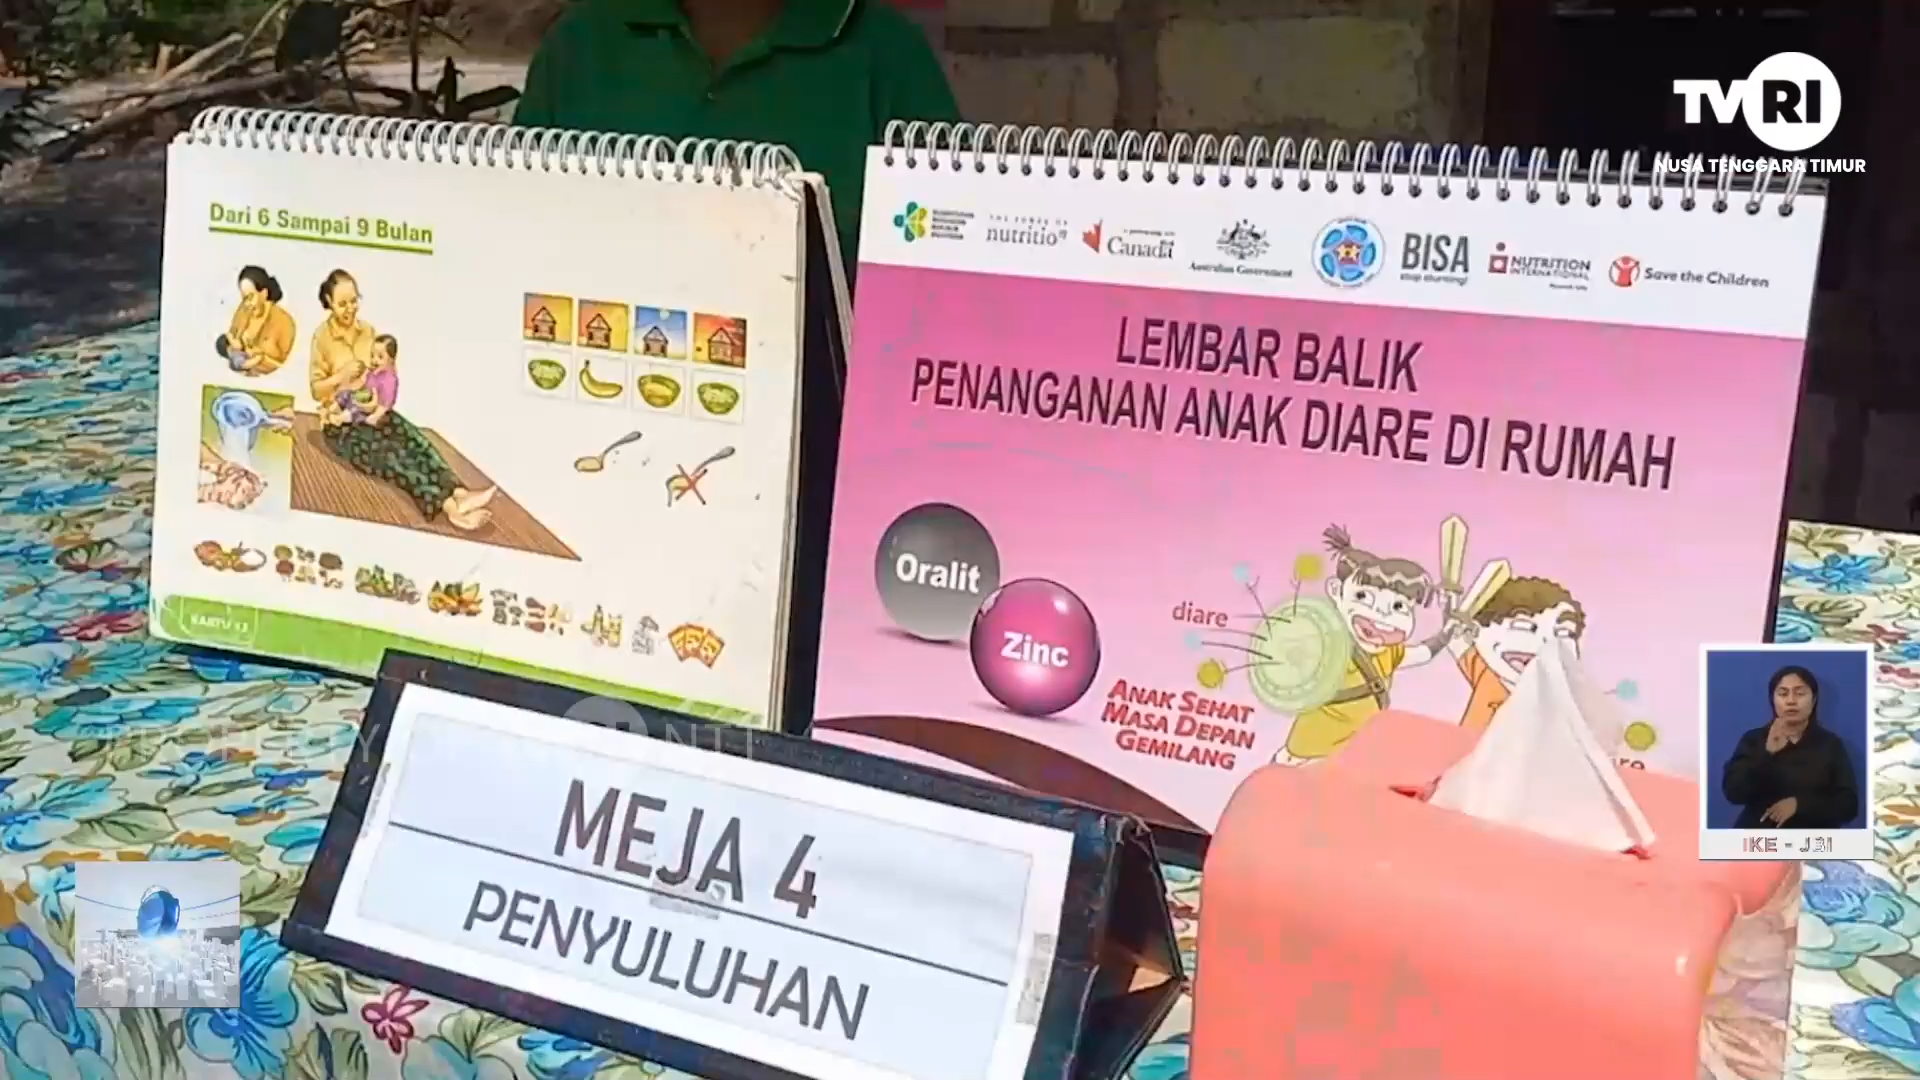 TVRI
NUSA TENGGARA TIMUR
Dari 6 Sampai 9 Bulan
nutrition
Canada
Australian Government
BISA
stop stunting!
NUTRITION
INTERNATIONAL
Save the Children
LEMBAR BALIK
PENANGANAN ANAK DIARE DI RUMAH
Oralit
Zinc
diare
ANAK SEHAT
MASA DEPAN
GEMILANG
MEJA 4
PENYULUHAN
IKE - JBI